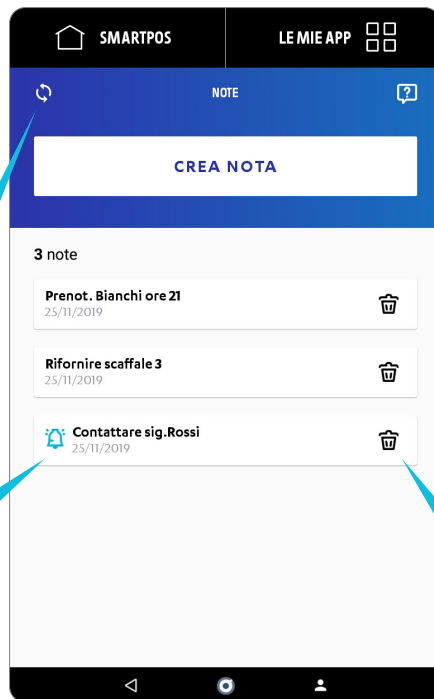 SMARTPOS
LE MIE APP
NOTE
CREA NOTA
3 note
Prenot. Bianchi ore 21
25/11/2019
Rifornire scaffale 3
25/11/2019
Contattare sig.Rossi
25/11/2019